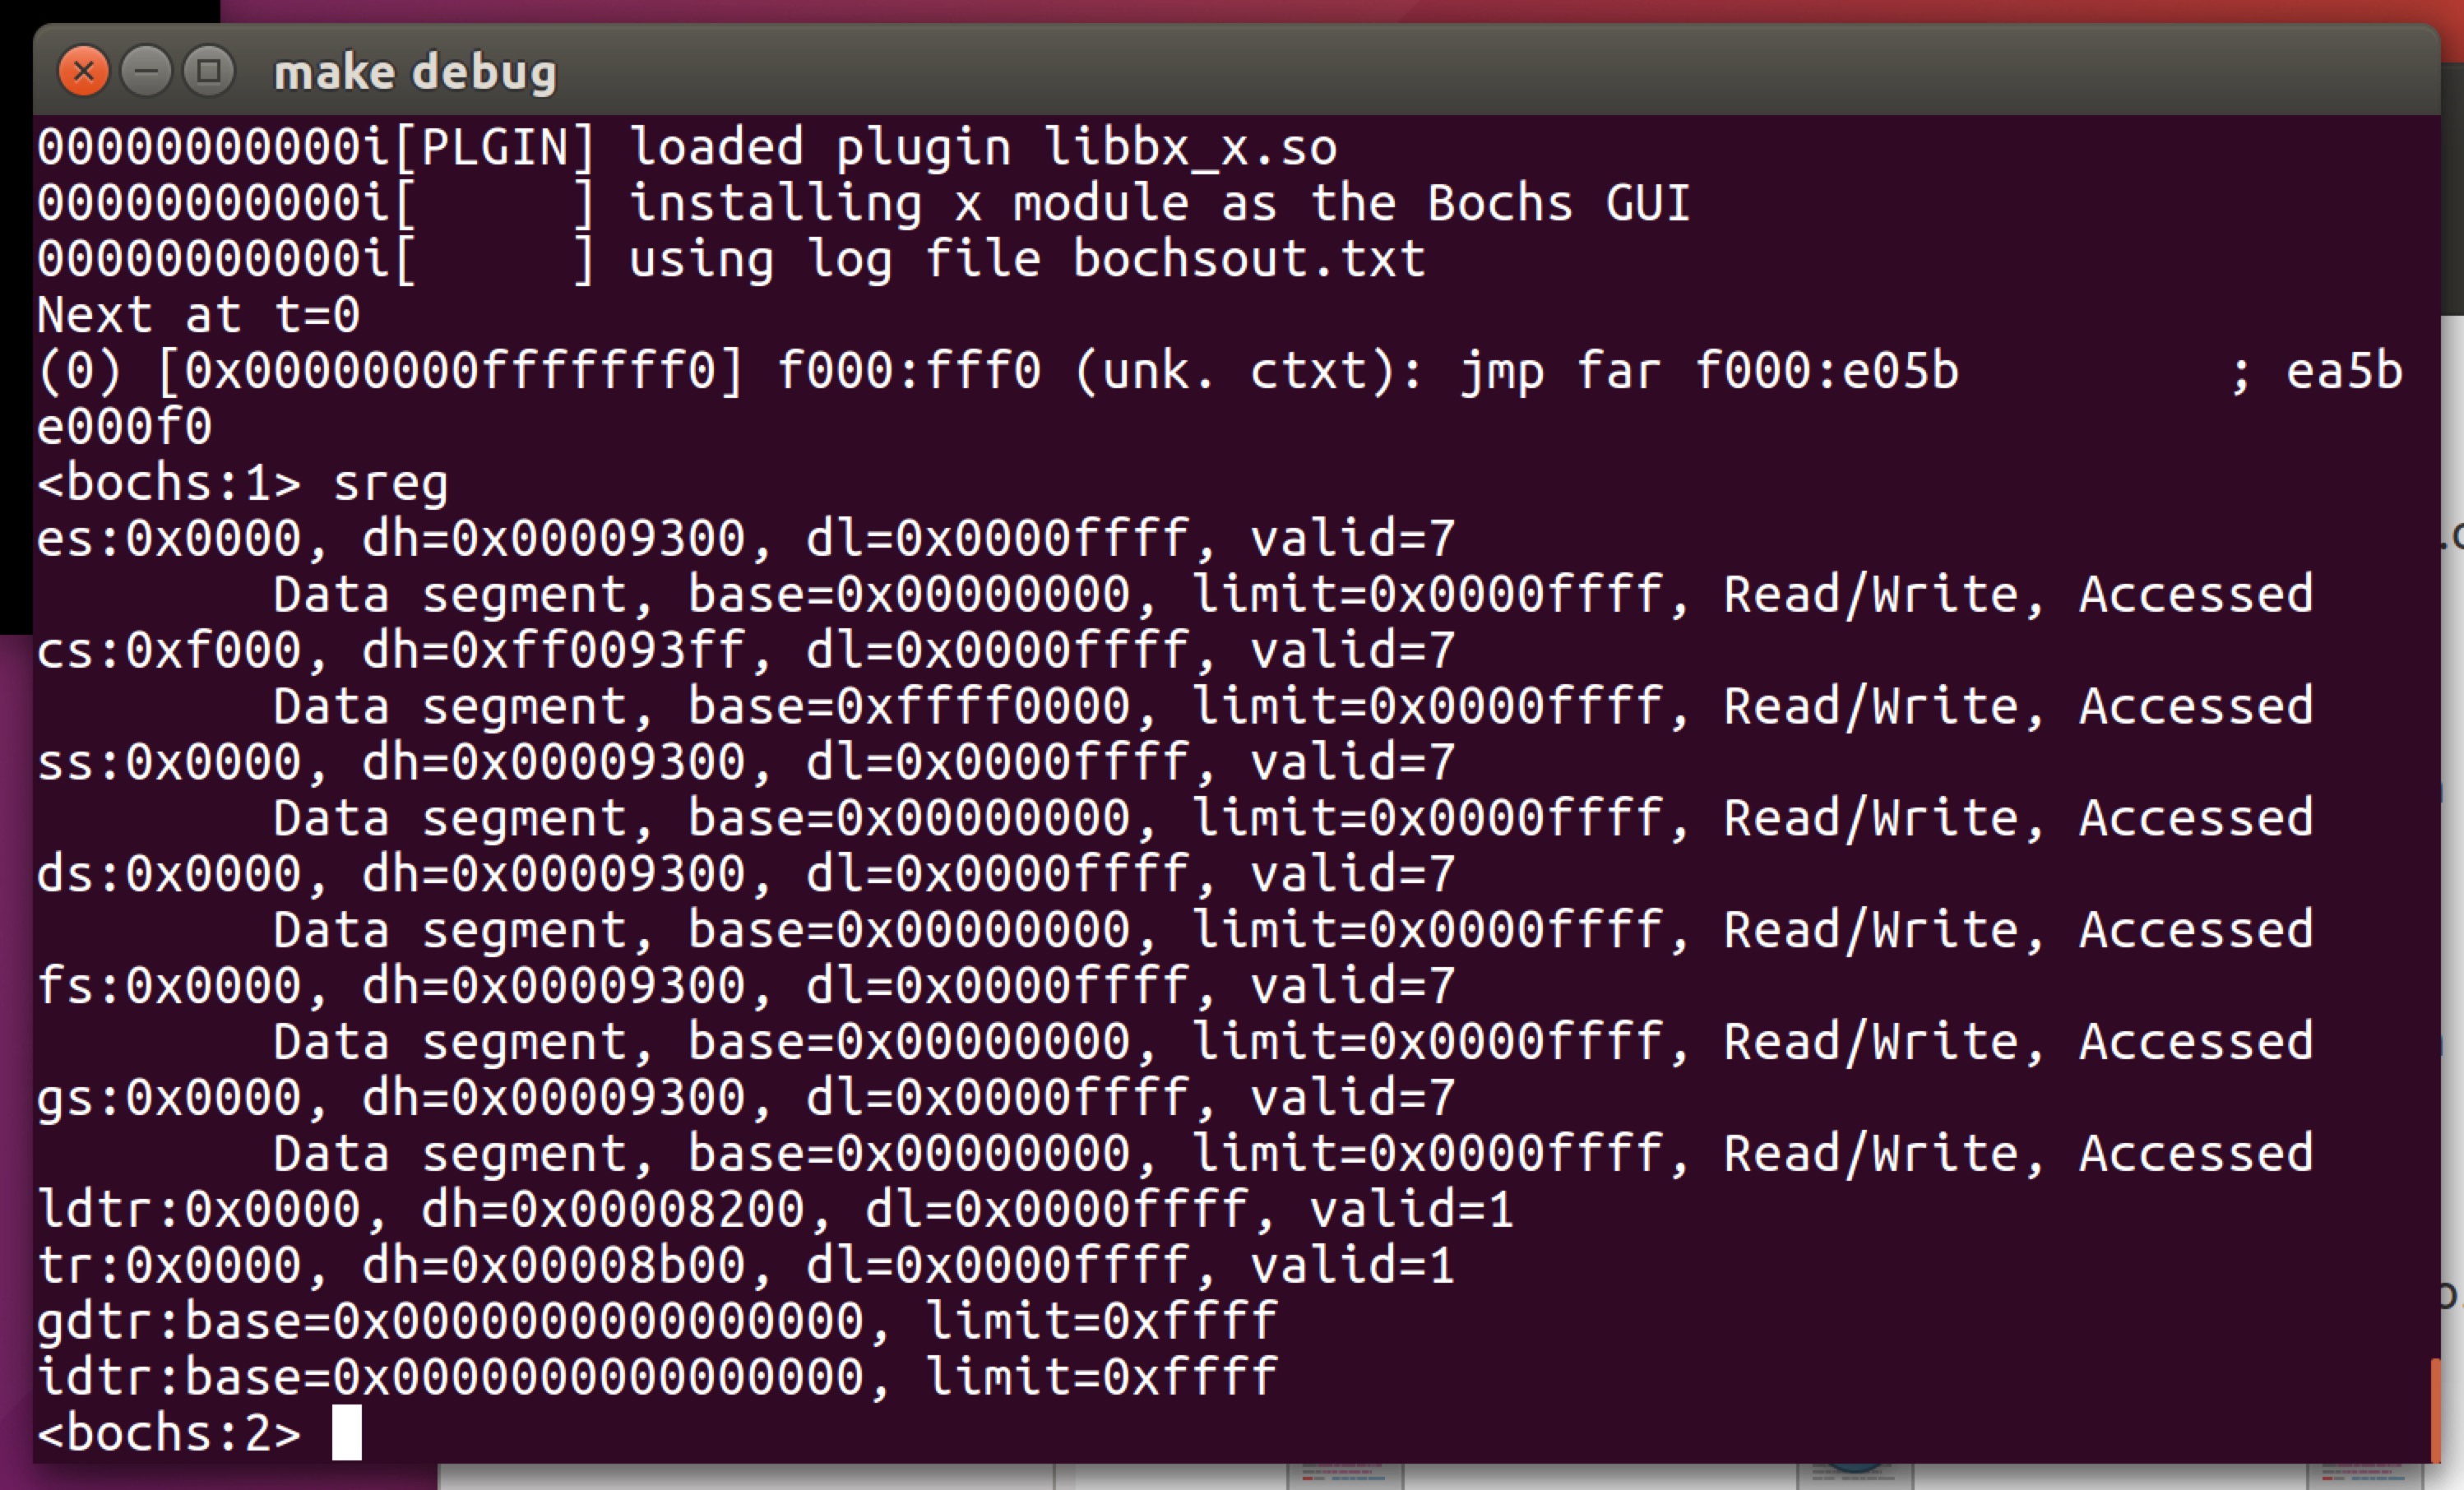 make debug
00000000000i[PLGIN] loaded plugin libbx_x.so
00000000000i[     ] installing x module as the Bochs GUI
00000000000i[     ] using log file bochsout.txt
Next at t=0
(0) [0x00000000fffffff0] f000:fff0 (unk. ctxt): jmp far f000:e05b         ; ea5b
e000f0
<bochs:1> sreg
es:0x0000, dh=0x00009300, dl=0x0000ffff, valid=7
        Data segment, base=0x00000000, limit=0x0000ffff, Read/Write, Accessed
cs:0xf000, dh=0xff0093ff, dl=0x0000ffff, valid=7
        Data segment, base=0xffff0000, limit=0x0000ffff, Read/Write, Accessed
ss:0x0000, dh=0x00009300, dl=0x0000ffff, valid=7
        Data segment, base=0x00000000, limit=0x0000ffff, Read/Write, Accessed
ds:0x0000, dh=0x00009300, dl=0x0000ffff, valid=7
        Data segment, base=0x00000000, limit=0x0000ffff, Read/Write, Accessed
fs:0x0000, dh=0x00009300, dl=0x0000ffff, valid=7
        Data segment, base=0x00000000, limit=0x0000ffff, Read/Write, Accessed
gs:0x0000, dh=0x00009300, dl=0x0000ffff, valid=7
        Data segment, base=0x00000000, limit=0x0000ffff, Read/Write, Accessed
ldtr:0x0000, dh=0x00008200, dl=0x0000ffff, valid=1
tr:0x0000, dh=0x00008b00, dl=0x0000ffff, valid=1
gdtr:base=0x0000000000000000, limit=0xffff
idtr:base=0x0000000000000000, limit=0xffff
<bochs:2>